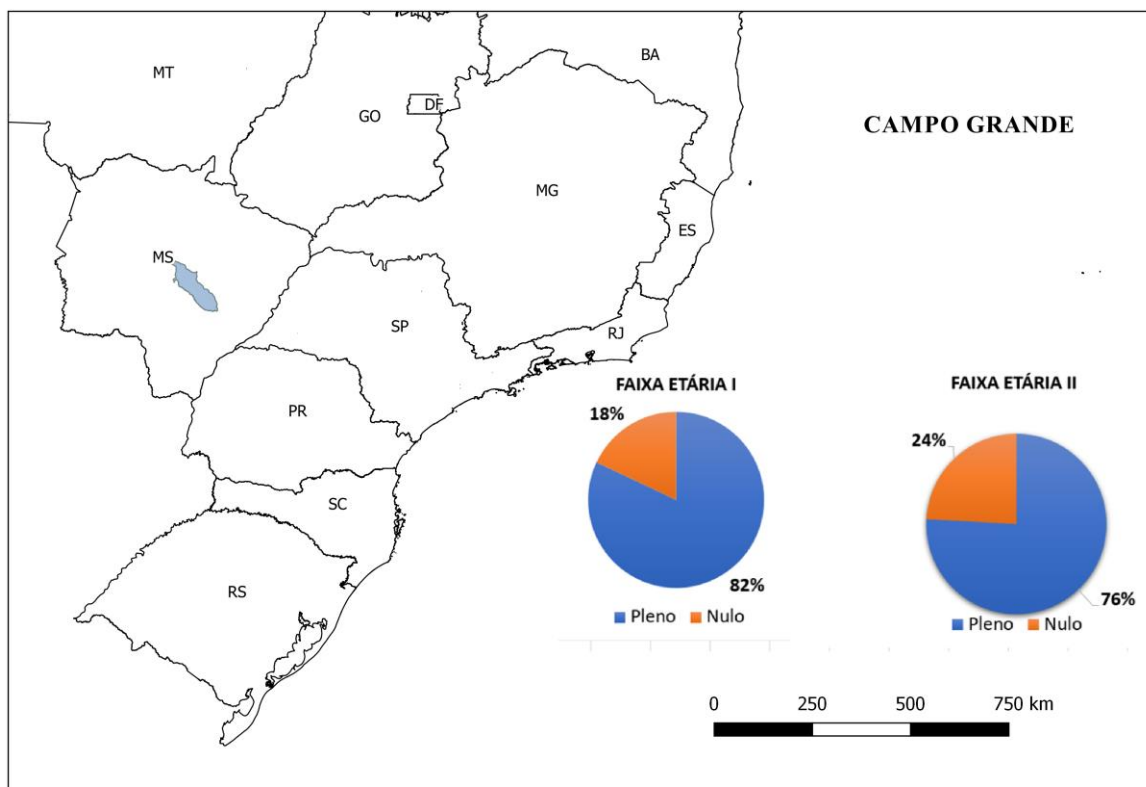 BA
MT
DF
GO
CAMPO GRANDE
MG
ES
MS
SP
RJ
FAIXA ETÁRIA I
FAIXA ETÁRIA II
PR
18%
24%
SC
82%
RS
76%
Pleno Nulo
Pleno Nulo
0 250 500 750 km